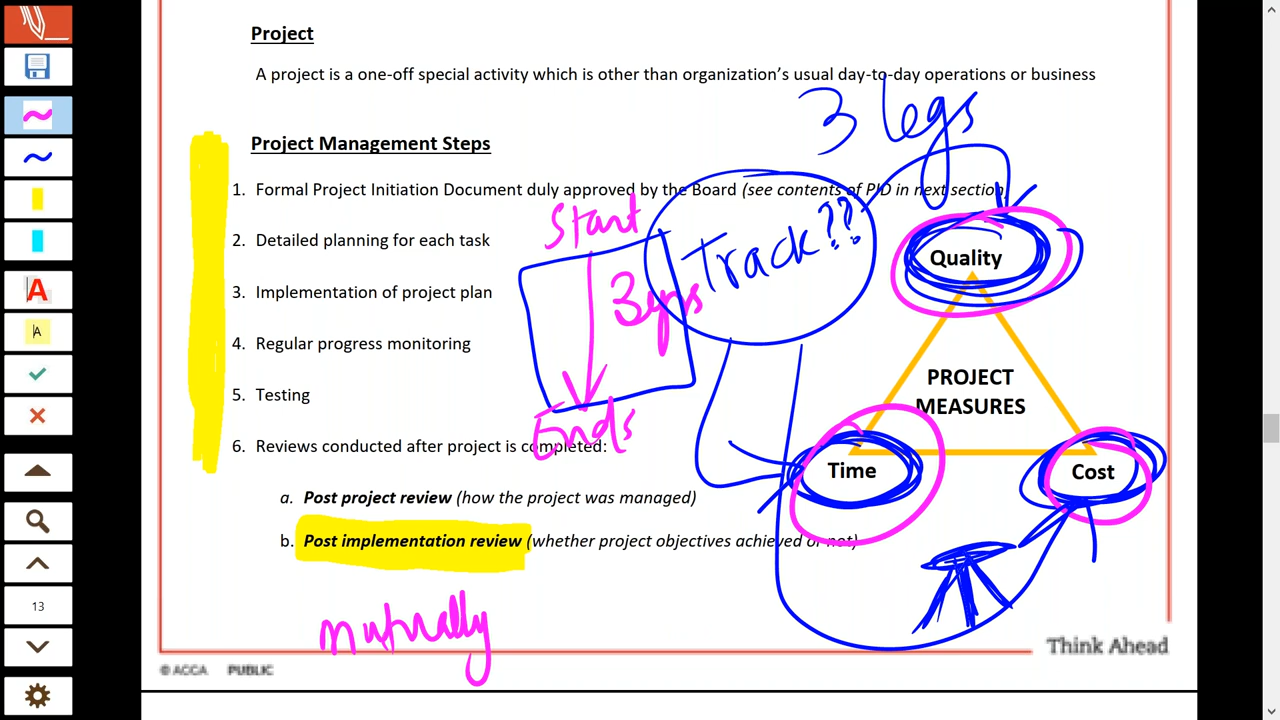 Project
A project is a one-off special activity which is other than organization's usual day-to-day operations or business
3 legs
Project Management Steps
1. Formal Project Initiation Document duly approved by the Board (see contents of PID in next section)
Start
Track??
2. Detailed planning for each task
Quality
3. Implementation of project plan
3yrs
4. Regular progress monitoring
PROJECT
MEASURES
5. Testing
Ends
6. Reviews conducted after project is completed:
Time
Cost
a. Post project review (how the project was managed)
b. Post implementation review (whether project objectives achieved or not)
mutually
Think Ahead
© ACCA PUBLIC
A
A
13